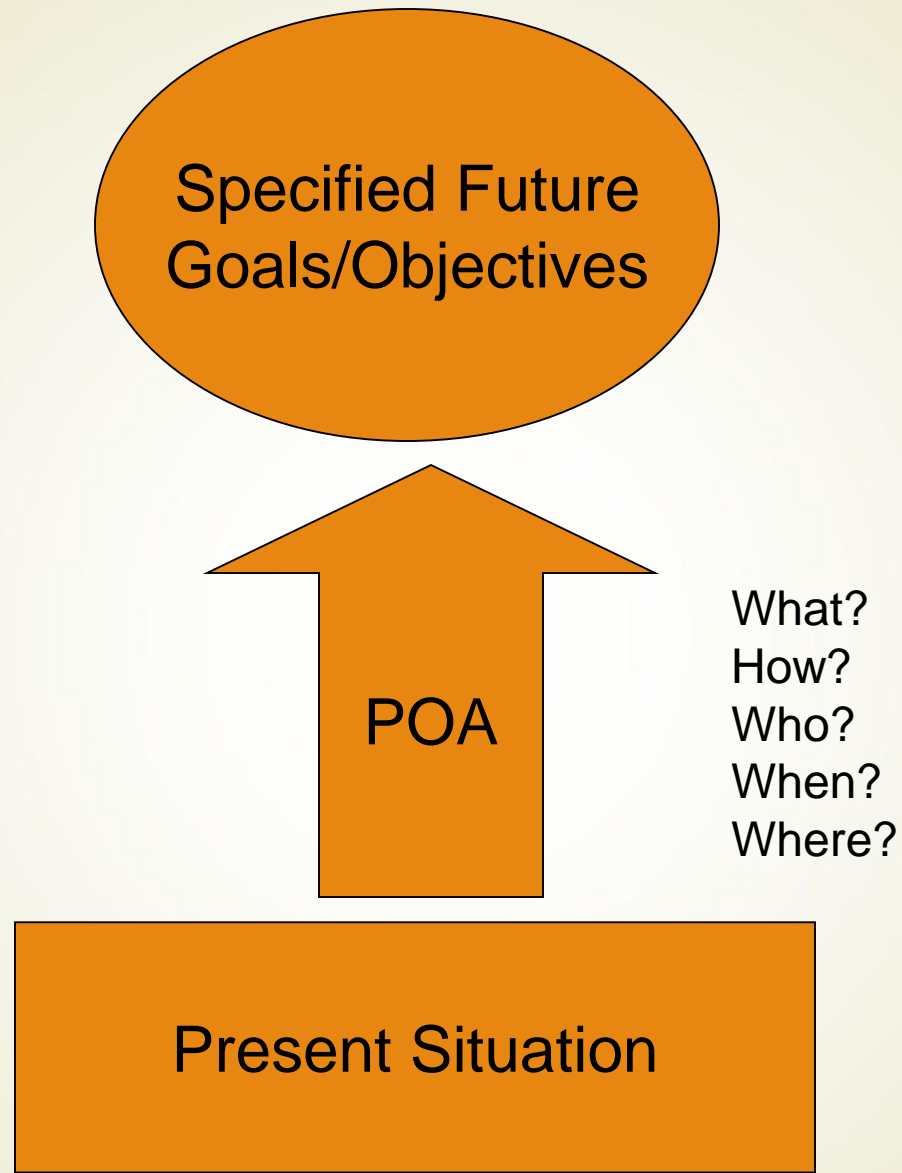 Specified Future
Goals/Objectives
What?
How?
Who?
POA
When?
Where?
Present Situation